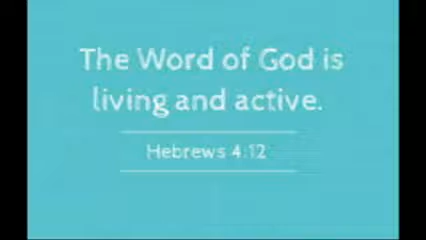 The Word of God is
living and active.
Hebrews 4:12